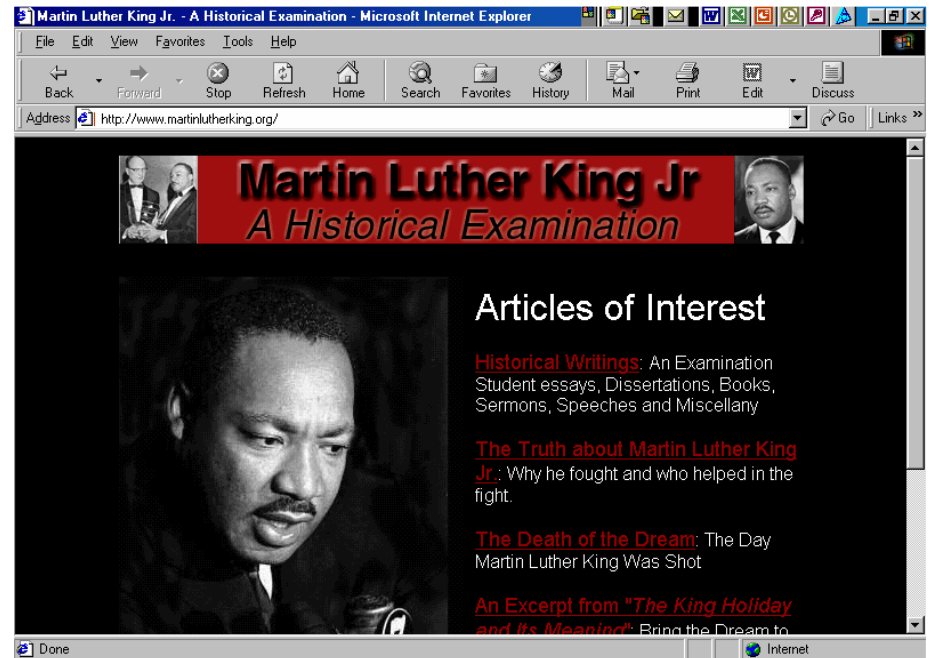 Martin Luther King Jr. - A Historical Examination - Microsoft Internet Explorer
File Edit View Favorites Tools Help
Back Forward Stop Refresh Home Search Favorites History Mail Print Edit Discuss
Address http://www.martinlutherking.org/ Go Links »
Martin Luther King Jr
A Historical Examination
Articles of Interest
Historical Writings: An Examination
Student essays, Dissertations, Books,
Sermons, Speeches and Miscellany
The Truth about Martin Luther King
Jr.: Why he fought and who helped in the
fight.
The Death of the Dream: The Day
Martin Luther King Was Shot
An Excerpt from "The King Holiday
and Its Meaning": Bring the Dream to
Done Internet